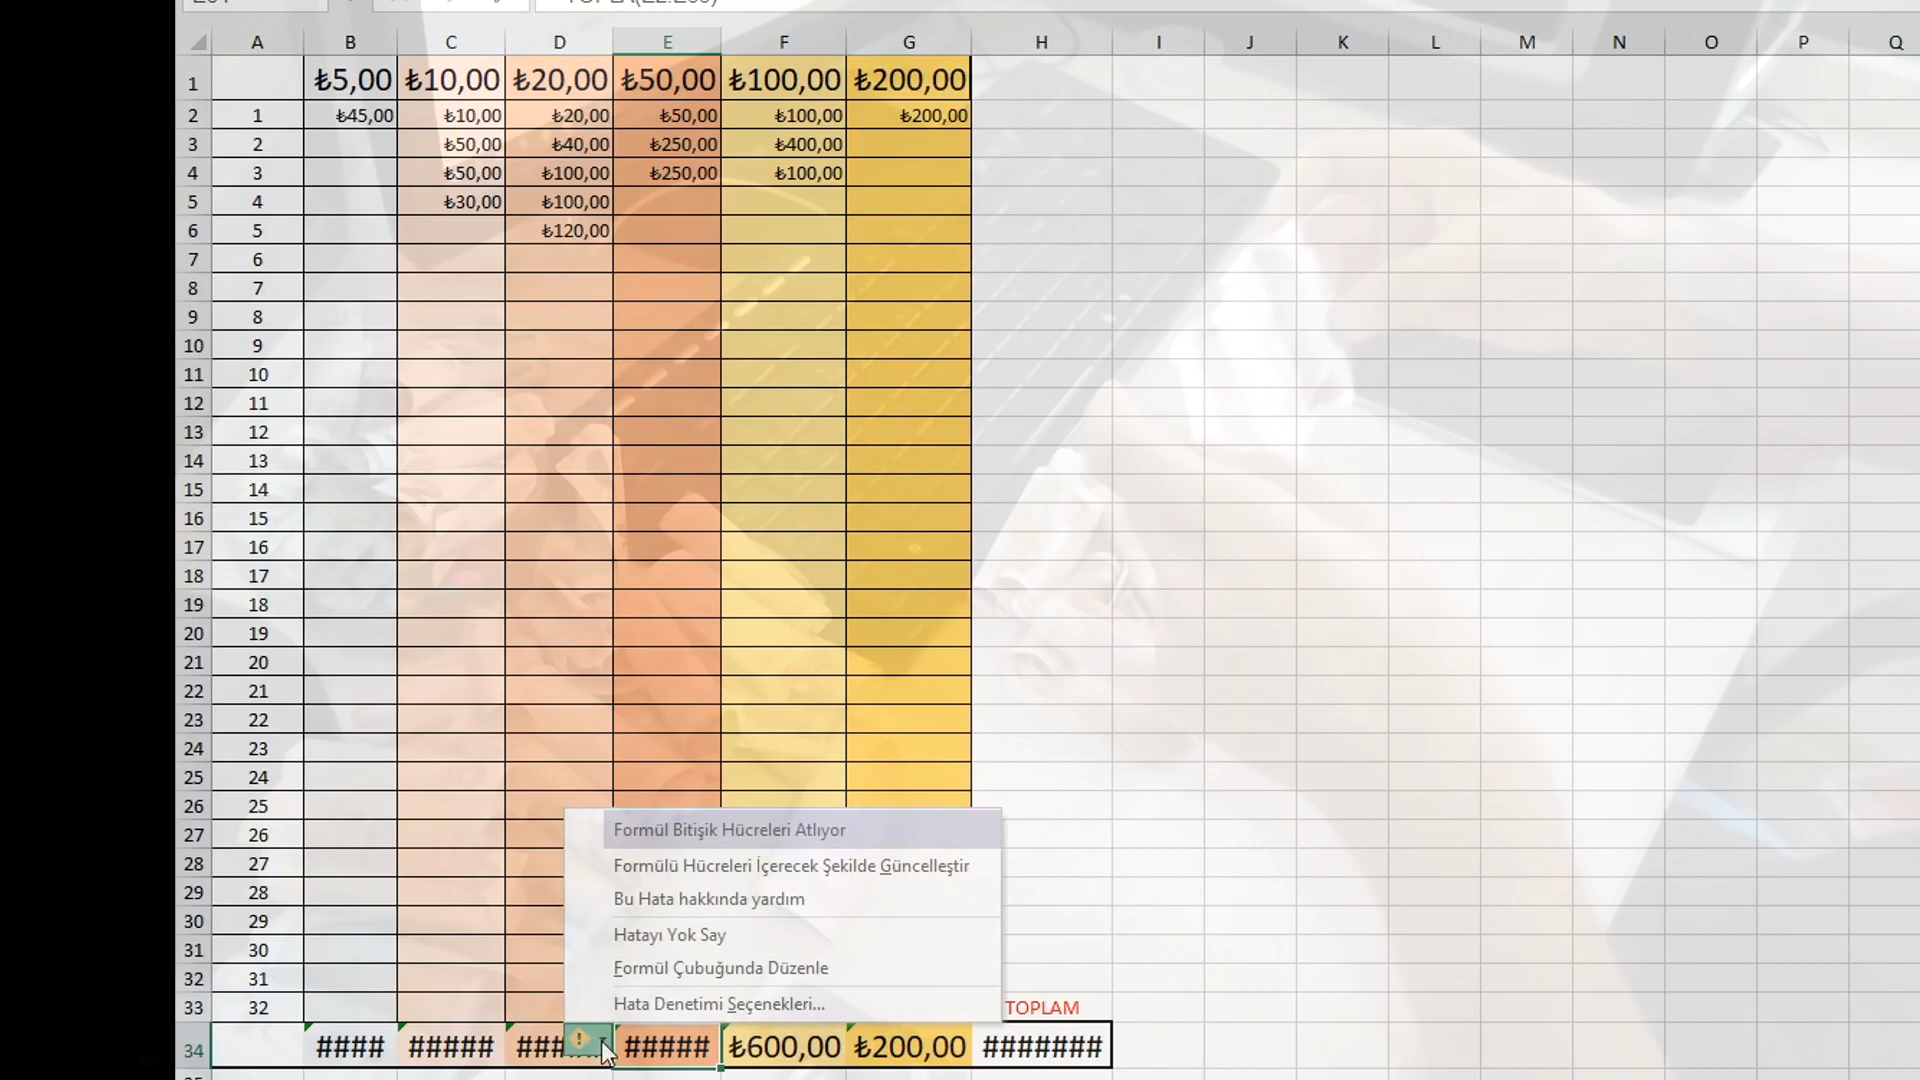 A B C D E F G H I J K L M N O P Q
1 ₺5,00 ₺10,00 ₺20,00 ₺50,00 ₺100,00 ₺200,00
2 1 ₺45,00 ₺10,00 ₺20,00 ₺50,00 ₺100,00 ₺200,00
3 2 ₺50,00 ₺40,00 ₺250,00 ₺400,00
4 3 ₺50,00 ₺100,00 ₺250,00 ₺100,00
5 4 ₺30,00 ₺100,00
6 5 ₺120,00
7 6
8 7
9 8
10 9
11 10
12 11
13 12
14 13
15 14
16 15
17 16
18 17
19 18
20 19
21 20
22 21
23 22
24 23
25 24
26 25
27 26
28 27
29 28
30 29
31 30
32 31
33 32 TOPLAM
Formül Bitişik Hücreleri Atlıyor
Formülü Hücreleri İçerecek Şekilde Güncelleştir
Bu Hata hakkında yardım
Hatayı Yok Say
Formül Çubuğunda Düzenle
Hata Denetimi Seçenekleri...
34 #### ##### ### ##### ₺600,00 ₺200,00 #######